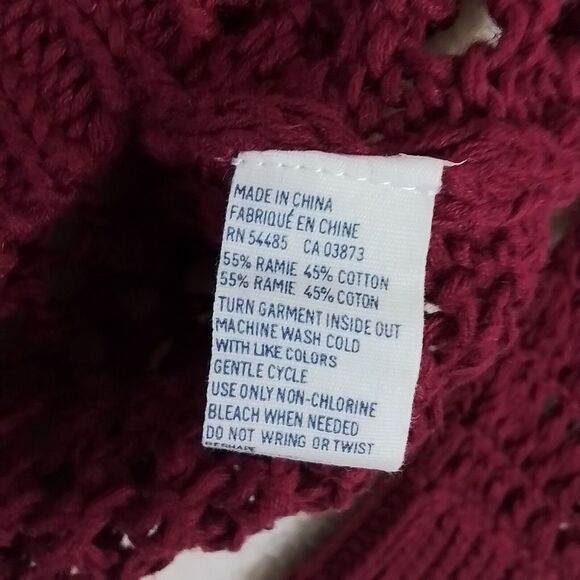 MADE IN CHINA
FABRIQUÉ EN CHINE
RN 54485 CA 03873
55% RAMIE 45% COTTON
55% RAMIE 45% COTON
TURN GARMENT INSIDE OUT
MACHINE WASH COLD
WITH LIKE COLORS
GENTLE CYCLE
USE ONLY NON-CHLORINE
BLEACH WHEN NEEDED
DO NOT WRING OR TWIST
RESHAPE